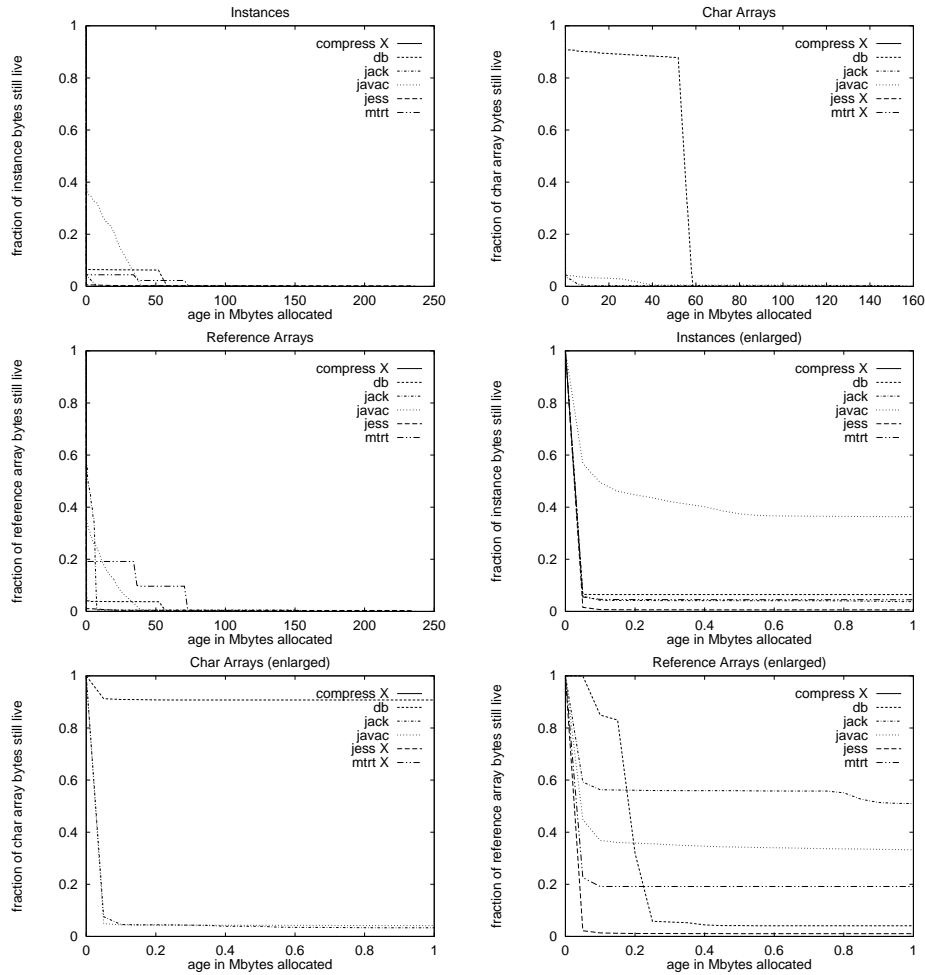 Instances
fraction of instance bytes still live
1
0.8
0.6
0.4
0.2
0
0 50 100 150 200 250
age in Mbytes allocated
compress X
db
jack
javac
jess
mtrt
Char Arrays
fraction of char array bytes still live
1
0.8
0.6
0.4
0.2
0
0 20 40 60 80 100 120 140 160
age in Mbytes allocated
compress X
db
jack
javac
jess X
mtrt X
Reference Arrays
fraction of reference array bytes still live
1
0.8
0.6
0.4
0.2
0
0 50 100 150 200 250
age in Mbytes allocated
compress X
db
jack
javac
jess
mtrt
Instances (enlarged)
fraction of instance bytes still live
1
0.8
0.6
0.4
0.2
0
0 0.2 0.4 0.6 0.8 1
age in Mbytes allocated
compress X
db
jack
javac
jess
mtrt
Char Arrays (enlarged)
fraction of char array bytes still live
1
0.8
0.6
0.4
0.2
0
0 0.2 0.4 0.6 0.8 1
age in Mbytes allocated
compress X
db
jack
javac
jess X
mtrt X
Reference Arrays (enlarged)
fraction of reference array bytes still live
1
0.8
0.6
0.4
0.2
0
0 0.2 0.4 0.6 0.8 1
age in Mbytes allocated
compress X
db
jack
javac
jess
mtrt